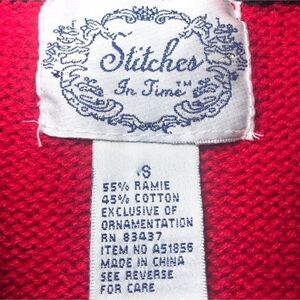 Stitches
In Time™
S
55% RAMIE
45% COTTON
EXCLUSIVE OF
ORNAMENTATION
RN 83437
ITEM NO A51856
MADE IN CHINA
SEE REVERSE
FOR CARE